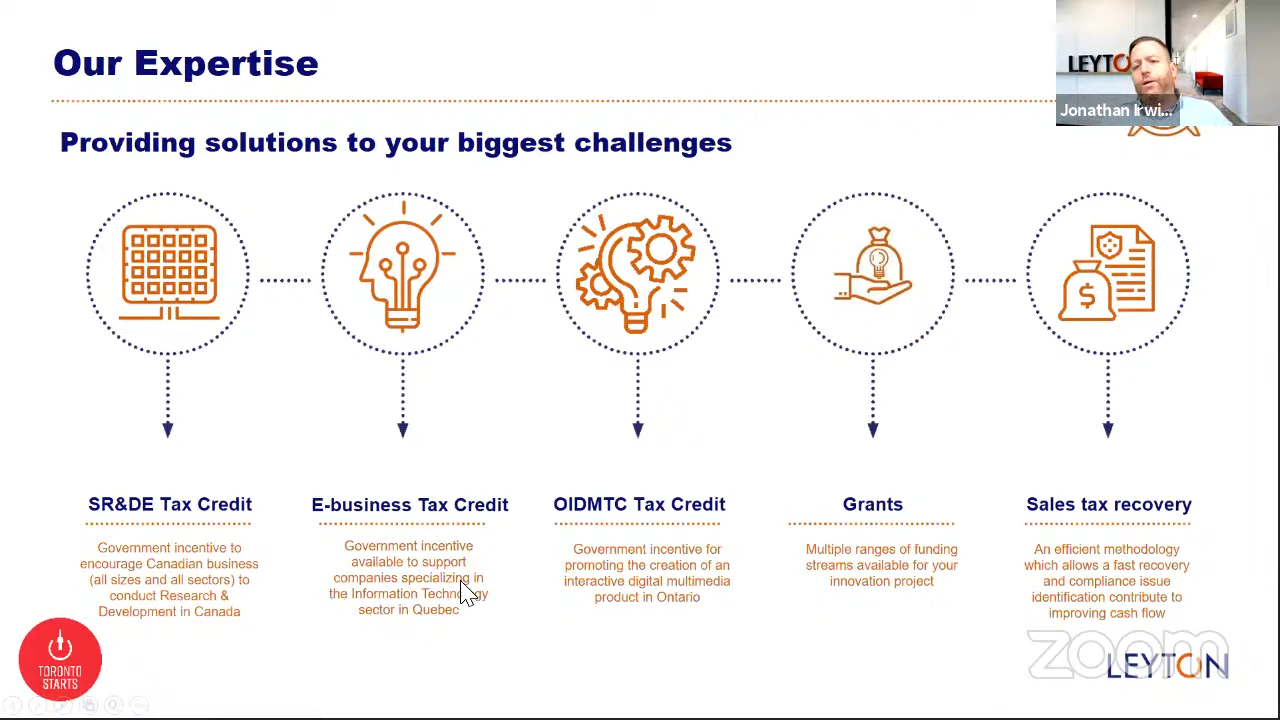 Our Expertise
LEYTON
Jonathan Irwi...
Providing solutions to your biggest challenges
SR&DE Tax Credit
Government incentive to
encourage Canadian business
(all sizes and all sectors) to
conduct Research &
Development in Canada
E-business Tax Credit
Government incentive
available to support
companies specializing in
the Information Technology
sector in Quebec
OIDMTC Tax Credit
Government incentive for
promoting the creation of an
interactive digital multimedia
product in Ontario
Grants
Multiple ranges of funding
streams available for your
innovation project
Sales tax recovery
An efficient methodology
which allows a fast recovery
and compliance issue
identification contribute to
improving cash flow
TORONTO
STARTS
zoom
LEYTON